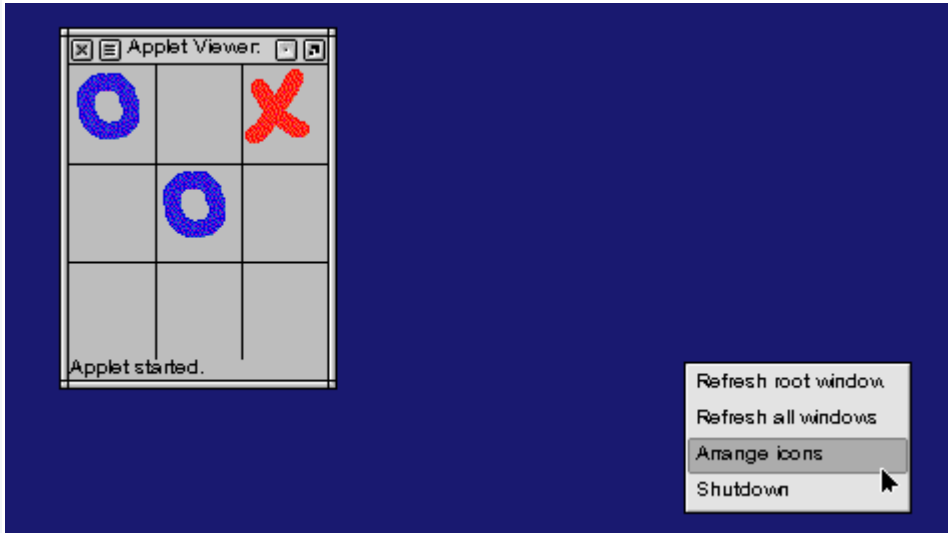 Applet Viewer:
Applet started.
Refresh root window
Refresh all windows
Arrange icons
Shutdown